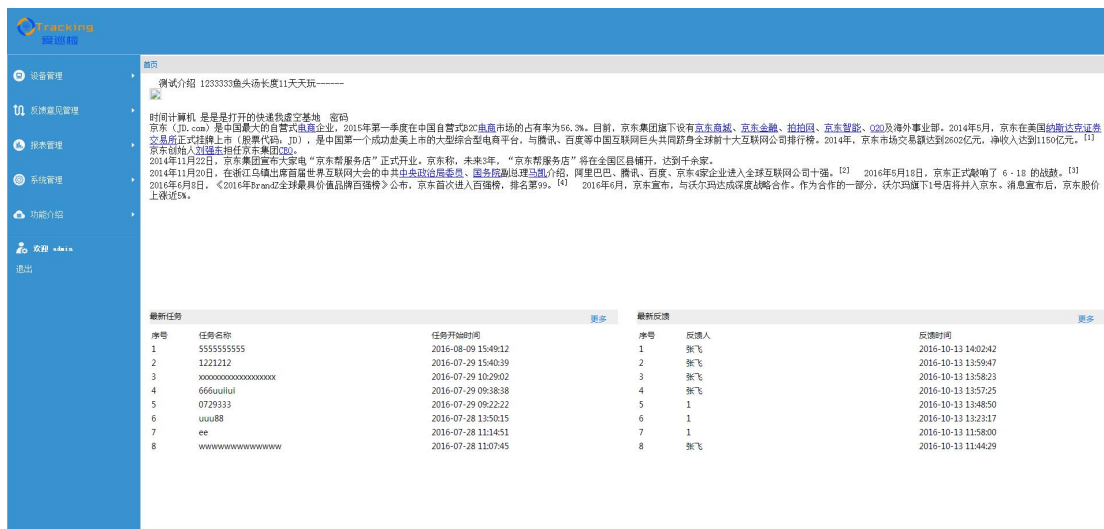 Tracking
爱巡检
设备管理
反馈意见管理
报表管理
系统管理
功能介绍
欢迎 admin
退出
首页
测试介绍 1233333鱼头汤长度11天天玩------
时间计算机 是是是打开的快递我虚空基地 密码
京东（JD.com）是中国最大的自营式电商企业，2015年第一季度在中国自营式B2C电商市场的占有率为56.3%。目前，京东集团旗下设有京东商城、京东金融、拍拍网、京东智能、O2O及海外事业部。2014年5月，京东在美国纳斯达克证券
交易所正式挂牌上市（股票代码：JD），是中国第一个成功赴美上市的大型综合型电商平台，与腾讯、百度等中国互联网巨头共同跻身全球前十大互联网公司排行榜。2014年，京东市场交易额达到2602亿元，净收入达到1150亿元。[1]
京东创始人刘强东担任京东集团CEO。
2014年11月22日，京东集团宣布大家电“京东帮服务店”正式开业。京东称，未来3年，“京东帮服务店”将在全国区县铺开，达到千余家。
2014年11月20日，在浙江乌镇出席首届世界互联网大会的中共中央政治局委员、国务院副总理马凯介绍，阿里巴巴、腾讯、百度、京东4家企业进入全球互联网公司十强。[2] 2016年5月18日，京东正式敲响了 6·18 的战鼓。[3]
2016年6月8日，《2016年BrandZ全球最具价值品牌百强榜》公布，京东首次进入百强榜，排名第99。[4] 2016年6月，京东宣布，与沃尔玛达成深度战略合作。作为合作的一部分，沃尔玛旗下1号店将并入京东。消息宣布后，京东股价
上涨近5%。
最新任务 更多
序号 任务名称 任务开始时间
1 5555555555 2016-08-09 15:49:12
2 1221212 2016-07-29 15:40:39
3 xxxxxxxxxxxxxxxxxx 2016-07-29 10:29:02
4 666uuiiui 2016-07-29 09:38:38
5 0729333 2016-07-29 09:22:22
6 uuu88 2016-07-28 13:50:15
7 ee 2016-07-28 11:14:51
8 wwwwwwwwwwwww 2016-07-28 11:07:45
最新反馈 更多
序号 反馈人 反馈时间
1 张飞 2016-10-13 14:02:42
2 张飞 2016-10-13 13:59:47
3 张飞 2016-10-13 13:58:23
4 张飞 2016-10-13 13:57:25
5 1 2016-10-13 13:48:50
6 1 2016-10-13 13:23:17
7 1 2016-10-13 11:58:00
8 张飞 2016-10-13 11:44:29